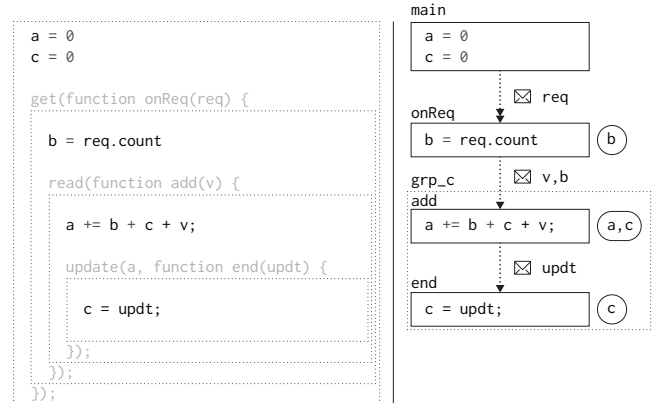 a = 0
c = 0
get(function onReq(req) {
b = req.count
read(function add(v) {
a += b + c + v;
update(a, function end(updt) {
c = updt;
});
});
});
main
a = 0
c = 0
req
onReq
b = req.count
b
v,b
grp_c
add
a += b + c + v;
a,c
updt
end
c = updt;
c